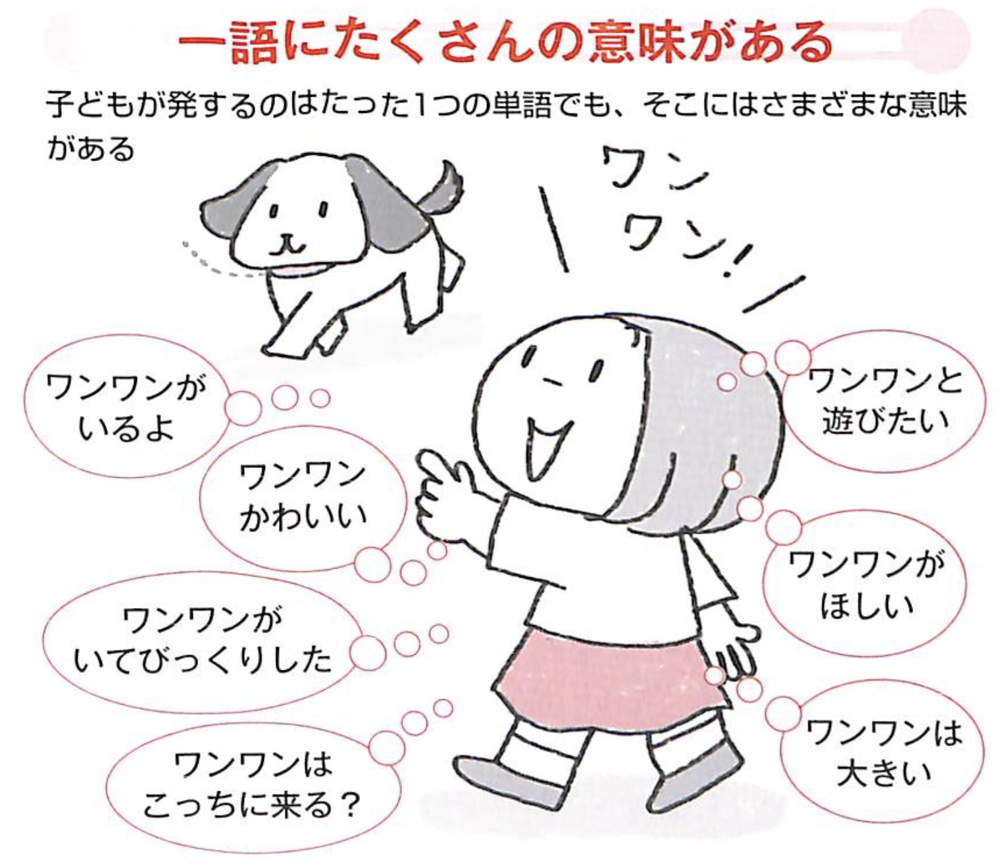 一語にたくさんの意味がある
子どもが発するのはたった1つの単語でも、そこにはさまざまな意味
がある
ワン
ワン！
ワンワンが
いるよ
ワンワン
かわいい
ワンワンが
いてびっくりした
ワンワンは
こっちに来る？
ワンワンと
遊びたい
ワンワンが
ほしい
ワンワンは
大きい